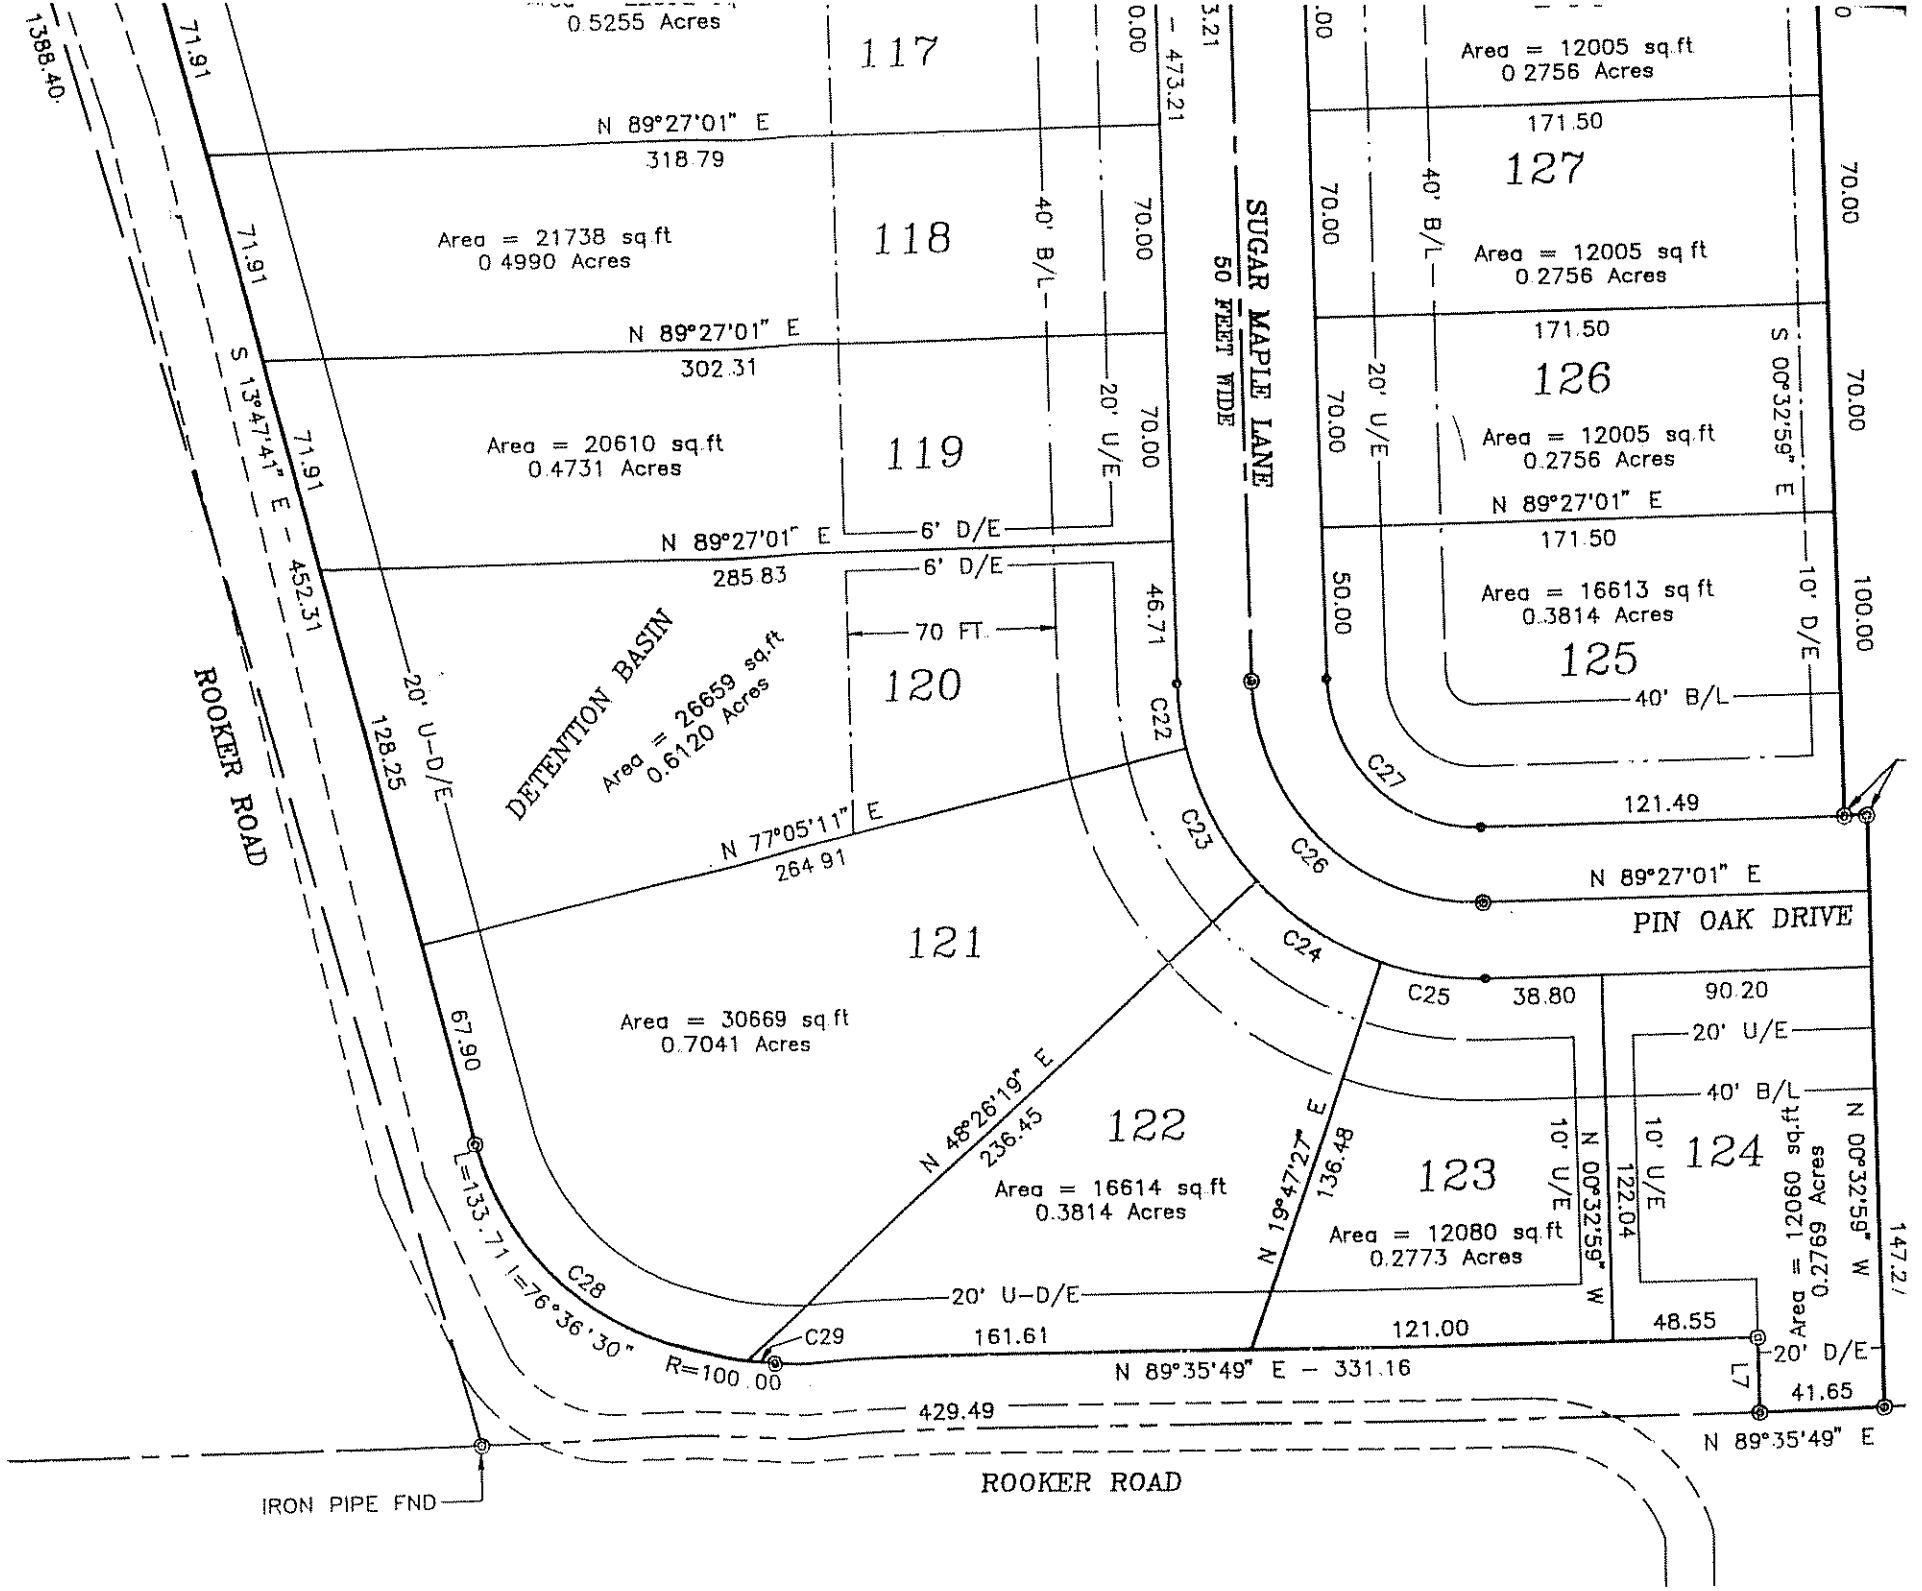 0.5255 Acres
117
1388.40
71.91
N 89°27'01" E
318.79
Area = 21738 sq.ft
0.4990 Acres
118
71.91
N 89°27'01" E
302.31
Area = 20610 sq.ft
0.4731 Acres
119
71.91
S 13°47'41" E - 452.31
N 89°27'01" E
285.83
6' D/E
6' D/E
70 FT.
120
DETENTION BASIN
Area = 26659 sq.ft
0.6120 Acres
20' U-D/E
128.25
ROOKER ROAD
N 77°05'11" E
264.91
121
Area = 30669 sq.ft
0.7041 Acres
67.90
L=133.71 I=76°36'30"
R=100.00
C28
C29
N 48°26'19" E
236.45
122
Area = 16614 sq.ft
0.3814 Acres
N 19°47'27" E
136.48
123
Area = 12080 sq.ft
0.2773 Acres
10' U/E
N 00°32'59" W
122.04
10' U/E
124
Area = 12060 sq.ft
0.2769 Acres
N 00°32'59" W
147.2
20' U-D/E
161.61
121.00
48.55
N 89°35'49" E - 331.16
20' D/E
L7
41.65
429.49
N 89°35'49" E
ROOKER ROAD
IRON PIPE FND
0.00
- 473.21
3.21
.00
0
40' B/L
70.00
20' U/E
70.00
46.71
SUGAR MAPLE LANE
50 FEET WIDE
70.00
70.00
50.00
40' B/L
20' U/E
Area = 12005 sq.ft
0.2756 Acres
171.50
127
70.00
Area = 12005 sq.ft
0.2756 Acres
171.50
126
70.00
S 00°32'59" E
Area = 12005 sq.ft
0.2756 Acres
N 89°27'01" E
171.50
Area = 16613 sq.ft
0.3814 Acres
125
10' D/E
100.00
40' B/L
C22
C23
C24
C25
C26
C27
121.49
N 89°27'01" E
PIN OAK DRIVE
38.80
90.20
20' U/E
40' B/L